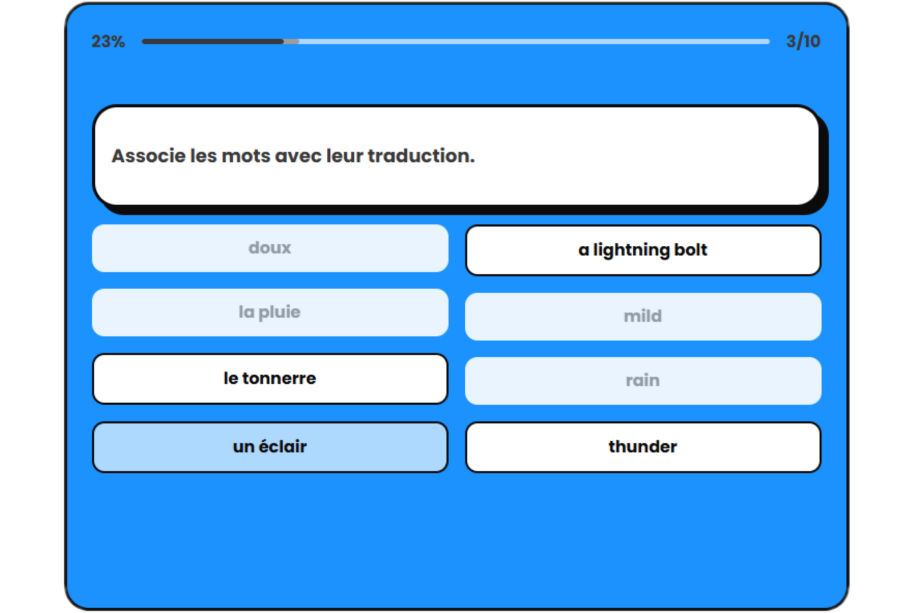 23%
3/10
Associe les mots avec leur traduction.
doux
a lightning bolt
la pluie
mild
le tonnerre
rain
un éclair
thunder